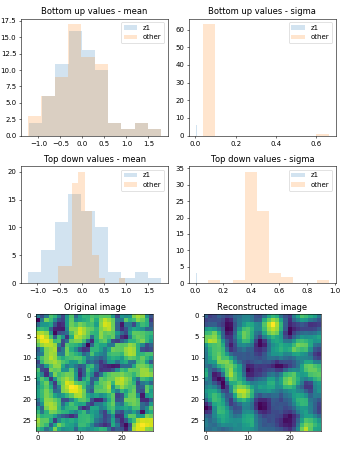 Bottom up values - mean
Bottom up values - sigma
17.5
15.0
12.5
10.0
7.5
5.0
2.5
0.0
z1
other
−1.0 −0.5 0.0 0.5 1.0 1.5
60
50
40
30
20
10
0
z1
other
0.0 0.2 0.4 0.6
Top down values - mean
Top down values - sigma
20
15
10
5
0
z1
other
−1.0 −0.5 0.0 0.5 1.0 1.5
35
30
25
20
15
10
5
0
z1
other
0.0 0.2 0.4 0.6 0.8 1.0
Original image
Reconstructed image
0
5
10
15
20
25
0 10 20
0
5
10
15
20
25
0 10 20